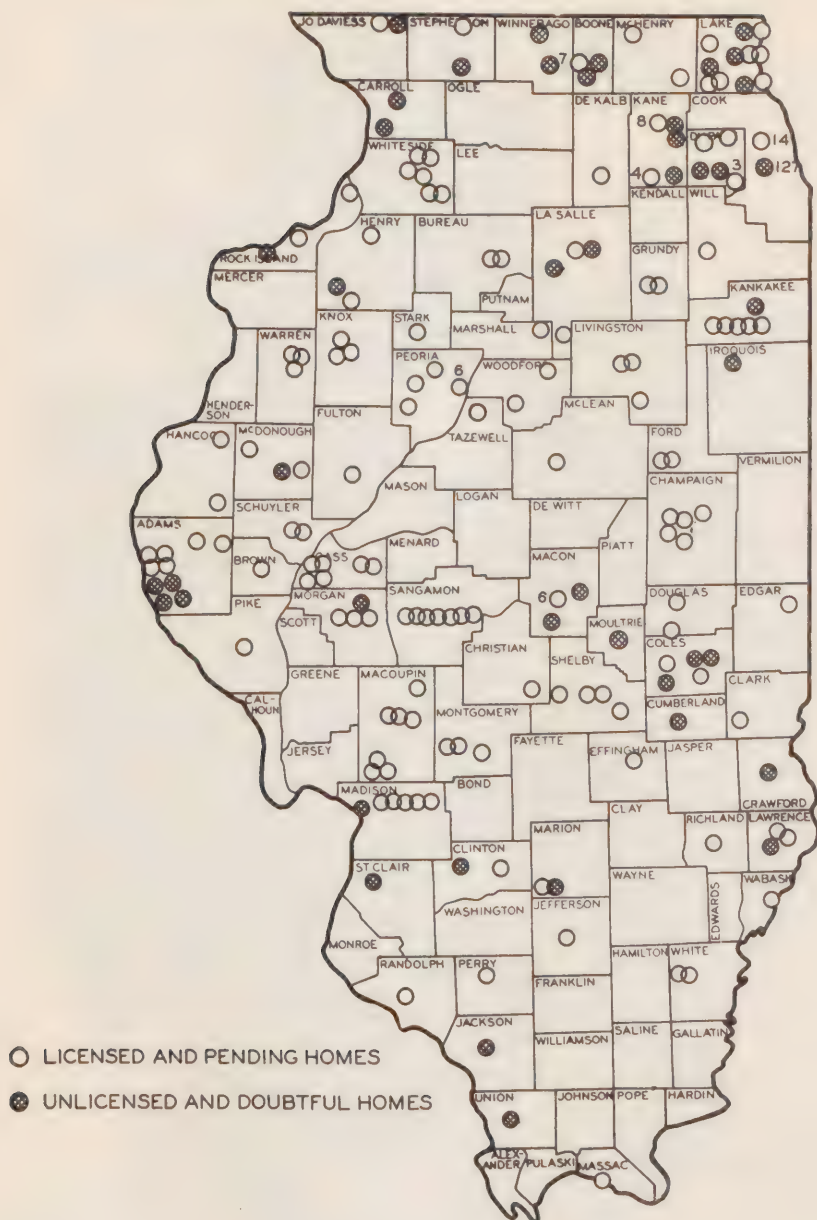 JO DAVIESS STEPHENSON WINNEBAGO BOONE MCHENRY LAKE
7
CARROLL OGLE DE KALB KANE COOK
8 14
WHITESIDE LEE 4 3 127
KENDALL WILL
HENRY BUREAU LA SALLE
ROCK ISLAND GRUNDY
MERCER PUTNAM KANKAKEE
KNOX STARK MARSHALL LIVINGSTON
WARREN PEORIA 6 WOODFORD IROQUOIS
HENDER-
SON
FULTON TAZEWELL MCLEAN
HANCOCK MCDONOUGH FORD
MASON LOGAN CHAMPAIGN VERMILION
SCHUYLER DE WITT
ADAMS MENARD PIATT
BROWN CASS MACON
MORGAN SANGAMON 6 DOUGLAS EDGAR
PIKE SCOTT MOULTRIE
CHRISTIAN COLES
GREENE MACOUPIN SHELBY CLARK
CAL-
HOUN
MONTGOMERY CUMBERLAND
JERSEY FAYETTE EFFINGHAM JASPER
MADISON BOND CRAWFORD
CLAY RICHLAND LAWRENCE
MARION
ST CLAIR CLINTON WAYNE WABASH
WASHINGTON JEFFERSON EDWARDS
MONROE
RANDOLPH PERRY HAMILTON WHITE
FRANKLIN
JACKSON SALINE GALLATIN
WILLIAMSON
○ LICENSED AND PENDING HOMES
UNLICENSED AND DOUBTFUL HOMES
UNION JOHNSON POPE HARDIN
ALEX-
ANDER
PULASKI MASSAC